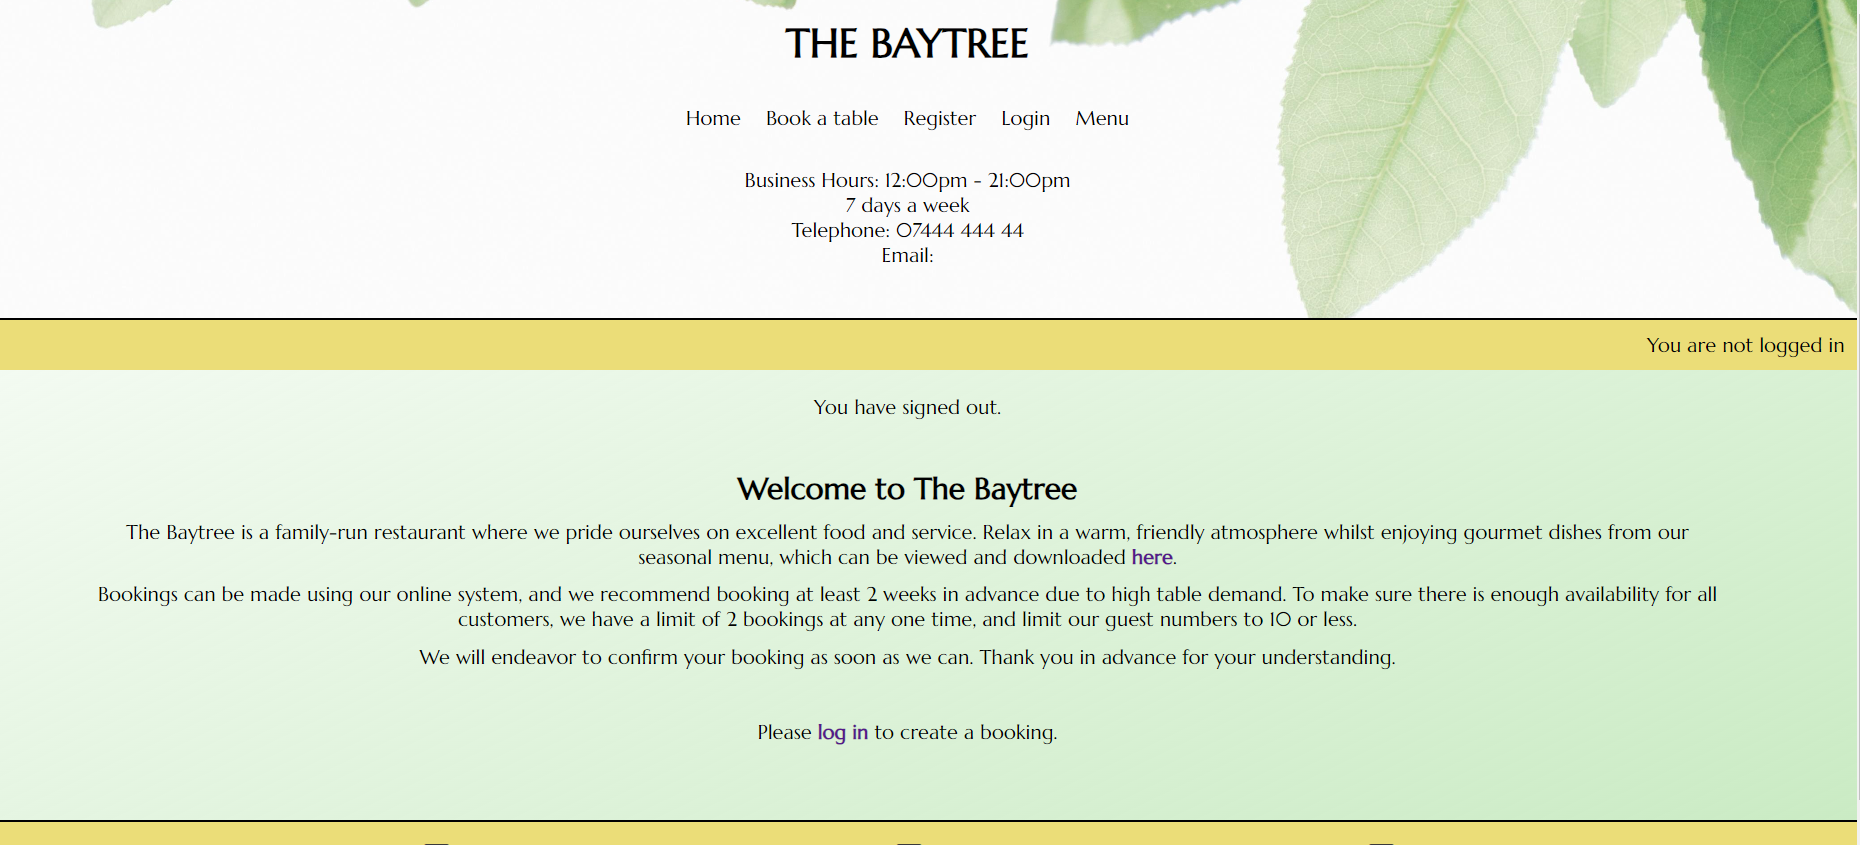 THE BAYTREE
Home Book a table Register Login Menu
Business Hours: 12:00pm - 21:00pm
7 days a week
Telephone: 07444 444 44
Email:
You are not logged in
You have signed out.
Welcome to The Baytree
The Baytree is a family-run restaurant where we pride ourselves on excellent food and service. Relax in a warm, friendly atmosphere whilst enjoying gourmet dishes from our
seasonal menu, which can be viewed and downloaded here.
Bookings can be made using our online system, and we recommend booking at least 2 weeks in advance due to high table demand. To make sure there is enough availability for all
customers, we have a limit of 2 bookings at any one time, and limit our guest numbers to 10 or less.
We will endeavor to confirm your booking as soon as we can. Thank you in advance for your understanding.
Please log in to create a booking.